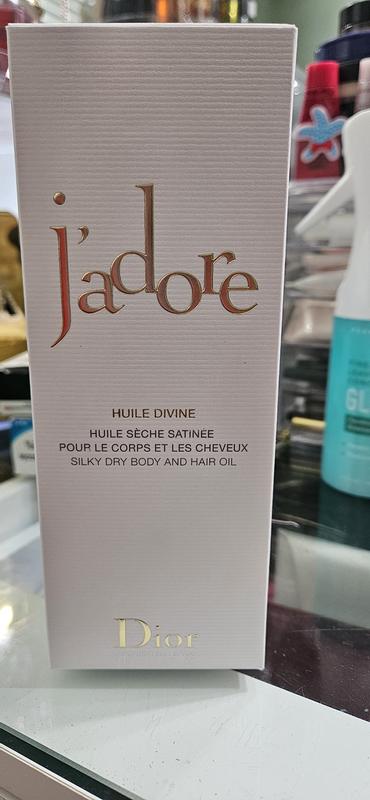 j'adore
HUILE DIVINE
HUILE SÈCHE SATINÉE
POUR LE CORPS ET LES CHEVEUX
SILKY DRY BODY AND HAIR OIL
Dior
GL